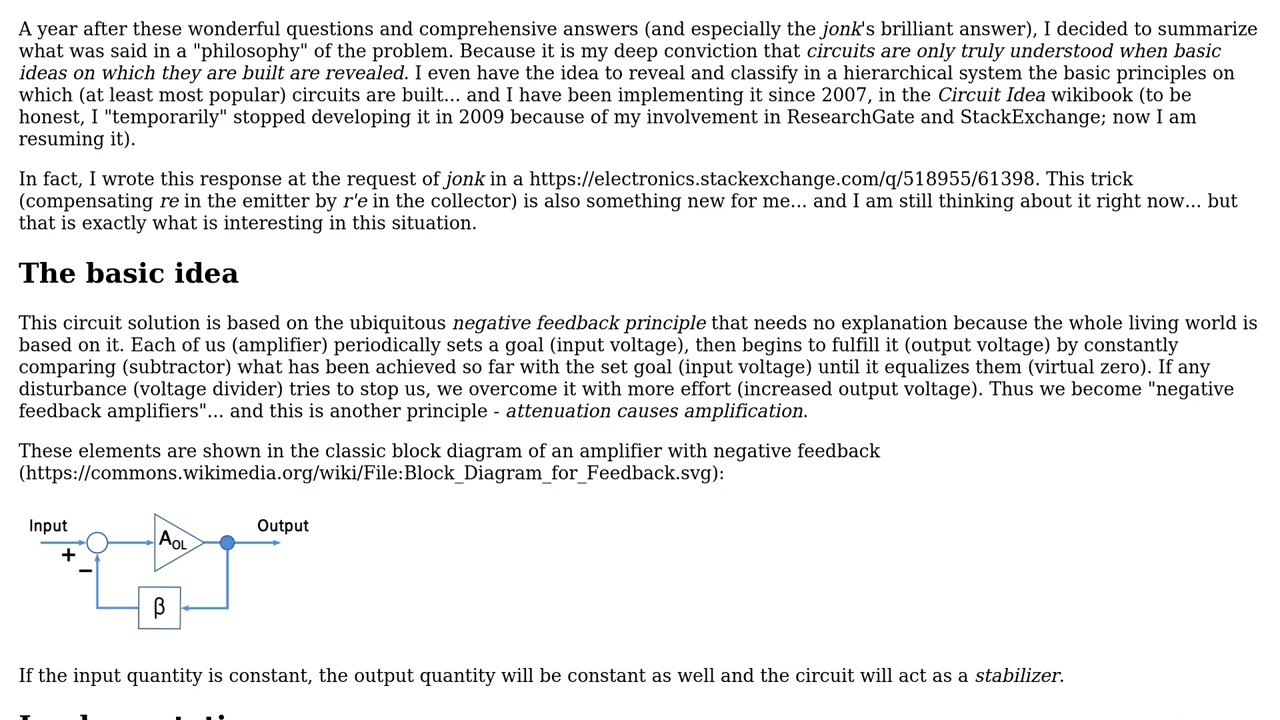 A year after these wonderful questions and comprehensive answers (and especially the jonk's brilliant answer), I decided to summarize
what was said in a "philosophy" of the problem. Because it is my deep conviction that circuits are only truly understood when basic
ideas on which they are built are revealed. I even have the idea to reveal and classify in a hierarchical system the basic principles on
which (at least most popular) circuits are built... and I have been implementing it since 2007, in the Circuit Idea wikibook (to be
honest, I "temporarily" stopped developing it in 2009 because of my involvement in ResearchGate and StackExchange; now I am
resuming it).
In fact, I wrote this response at the request of jonk in a https://electronics.stackexchange.com/q/518955/61398. This trick
(compensating re in the emitter by r'e in the collector) is also something new for me... and I am still thinking about it right now... but
that is exactly what is interesting in this situation.
The basic idea
This circuit solution is based on the ubiquitous negative feedback principle that needs no explanation because the whole living world is
based on it. Each of us (amplifier) periodically sets a goal (input voltage), then begins to fulfill it (output voltage) by constantly
comparing (subtractor) what has been achieved so far with the set goal (input voltage) until it equalizes them (virtual zero). If any
disturbance (voltage divider) tries to stop us, we overcome it with more effort (increased output voltage). Thus we become "negative
feedback amplifiers"... and this is another principle - attenuation causes amplification.
These elements are shown in the classic block diagram of an amplifier with negative feedback
(https://commons.wikimedia.org/wiki/File:Block_Diagram_for_Feedback.svg):
Input
Output
+
A_OL
−
β
If the input quantity is constant, the output quantity will be constant as well and the circuit will act as a stabilizer.